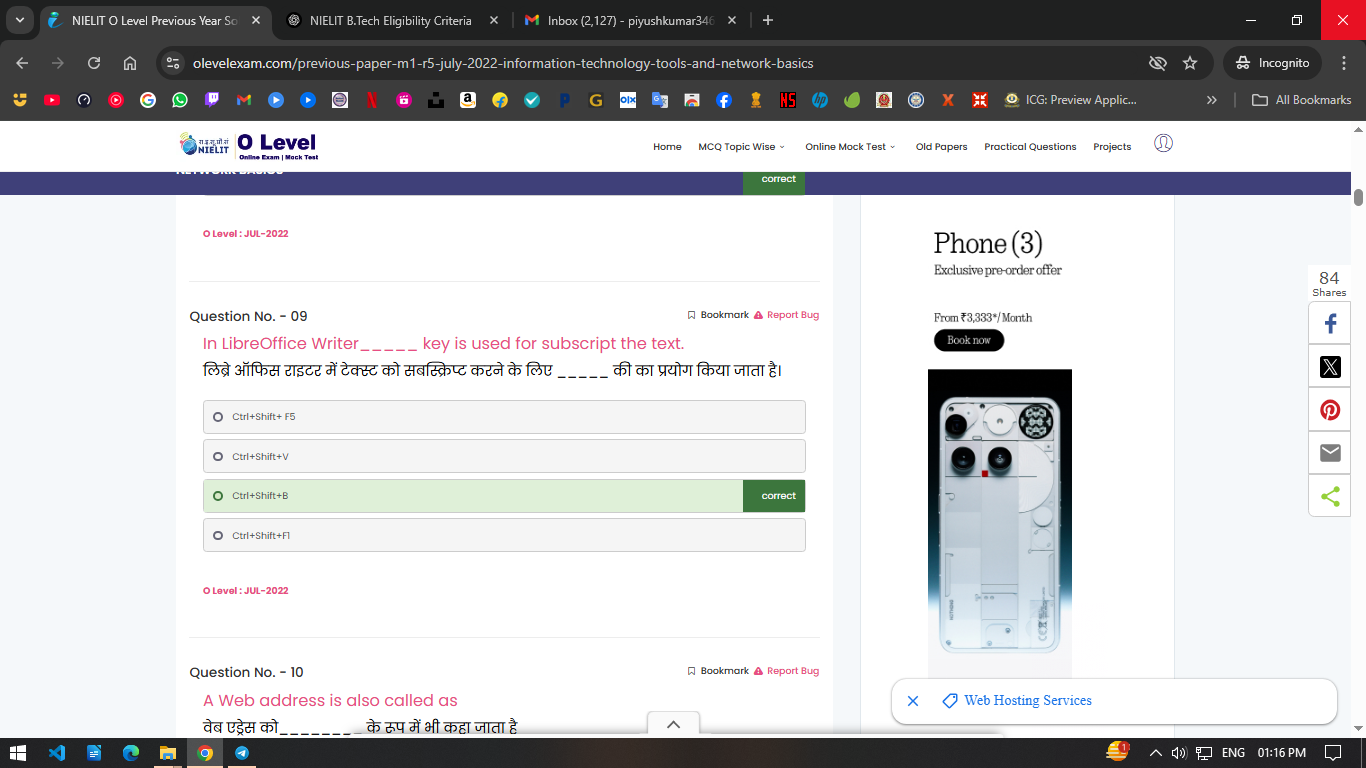 NIELIT O Level Previous Year So
NIELIT B.Tech Eligibility Criteria
Inbox (2,127) - piyushkumar346
olevelexam.com/previous-paper-m1-r5-july-2022-information-technology-tools-and-network-basics
Incognito
ICG: Preview Applic...
All Bookmarks
NIELIT
O Level
Online Exam | Mock Test
Home
MCQ Topic Wise
Online Mock Test
Old Papers
Practical Questions
Projects
NETWORK BASICS
correct
O Level : JUL-2022
Question No. - 09
Bookmark
Report Bug
In LibreOffice Writer_____ key is used for subscript the text.
लिब्रे ऑफिस राइटर में टेक्स्ट को सबस्क्रिप्ट करने के लिए _____ की का प्रयोग किया जाता है।
Ctrl+Shift+ F5
Ctrl+Shift+V
Ctrl+Shift+B
correct
Ctrl+Shift+F1
O Level : JUL-2022
Question No. - 10
Bookmark
Report Bug
A Web address is also called as
वेब एड्रेस को________ के रूप में भी कहा जाता है
Phone (3)
Exclusive pre-order offer
From ₹3,333*/Month
Book now
84
Shares
Web Hosting Services
1
ENG
01:16 PM